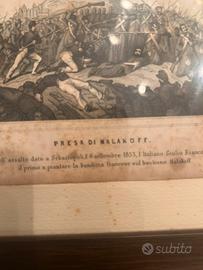 PRESA DI MALAKOFF.
assalto dato a Sebastopoli, l' 8 settembre 1855, l' Italiano Giulio
il primo a piantare la bandiera francese sul bastione Malakoff.
subito